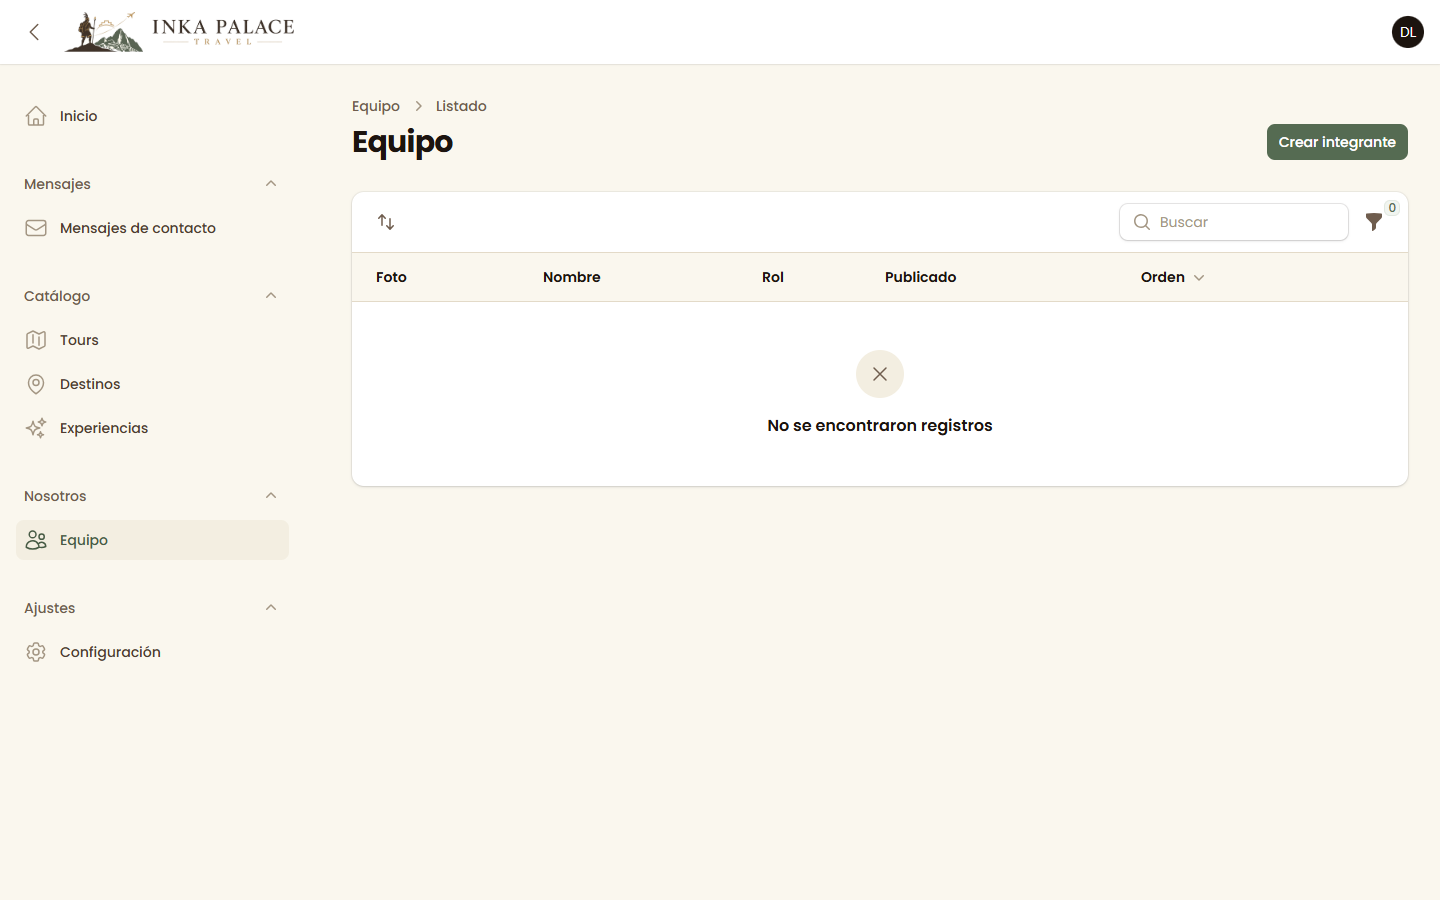 INKA PALACE
TRAVEL
DL
Inicio
Mensajes
Mensajes de contacto
Catálogo
Tours
Destinos
Experiencias
Nosotros
Equipo
Ajustes
Configuración
Equipo > Listado
Equipo
Crear integrante
Buscar
0
Foto Nombre Rol Publicado Orden
No se encontraron registros